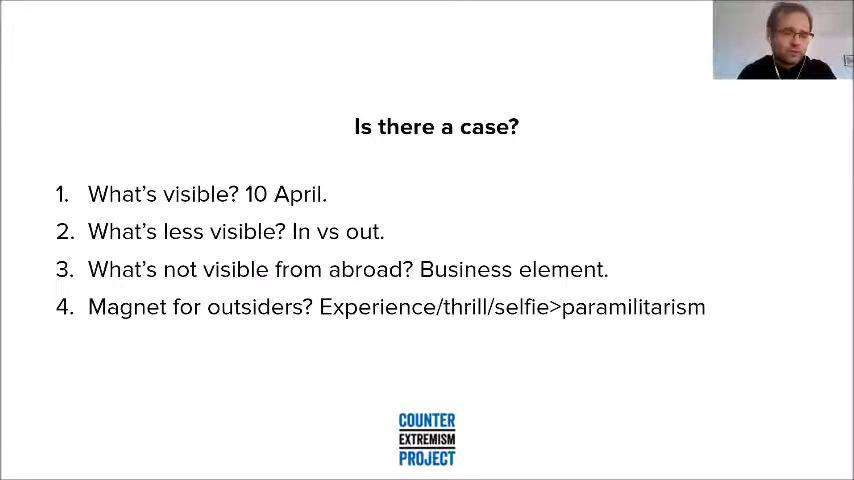 Is there a case?
1. What's visible? 10 April.
2. What's less visible? In vs out.
3. What's not visible from abroad? Business element.
4. Magnet for outsiders? Experience/thrill/selfie>paramilitarism
COUNTER
EXTREMISM
PROJECT